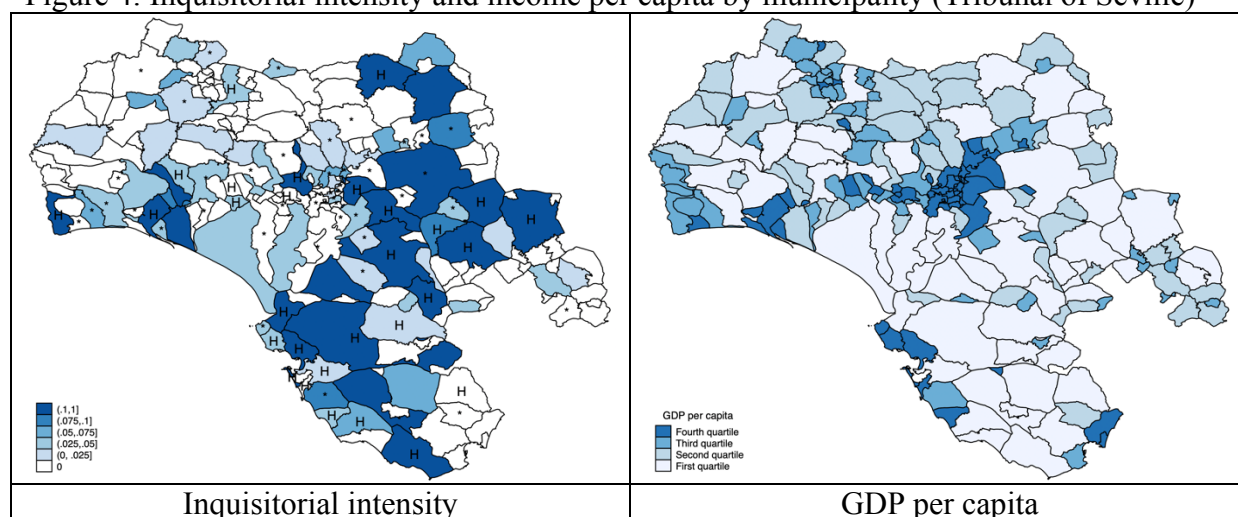 Figure 4: Inquisitorial intensity and income per capita by municipality (Tribunal of Seville)
(.1,1]
(.075,.1]
(.05,.075]
(.025,.05]
(0, .025]
0
GDP per capita
Fourth quartile
Third quartile
Second quartile
First quartile
Inquisitorial intensity
GDP per capita